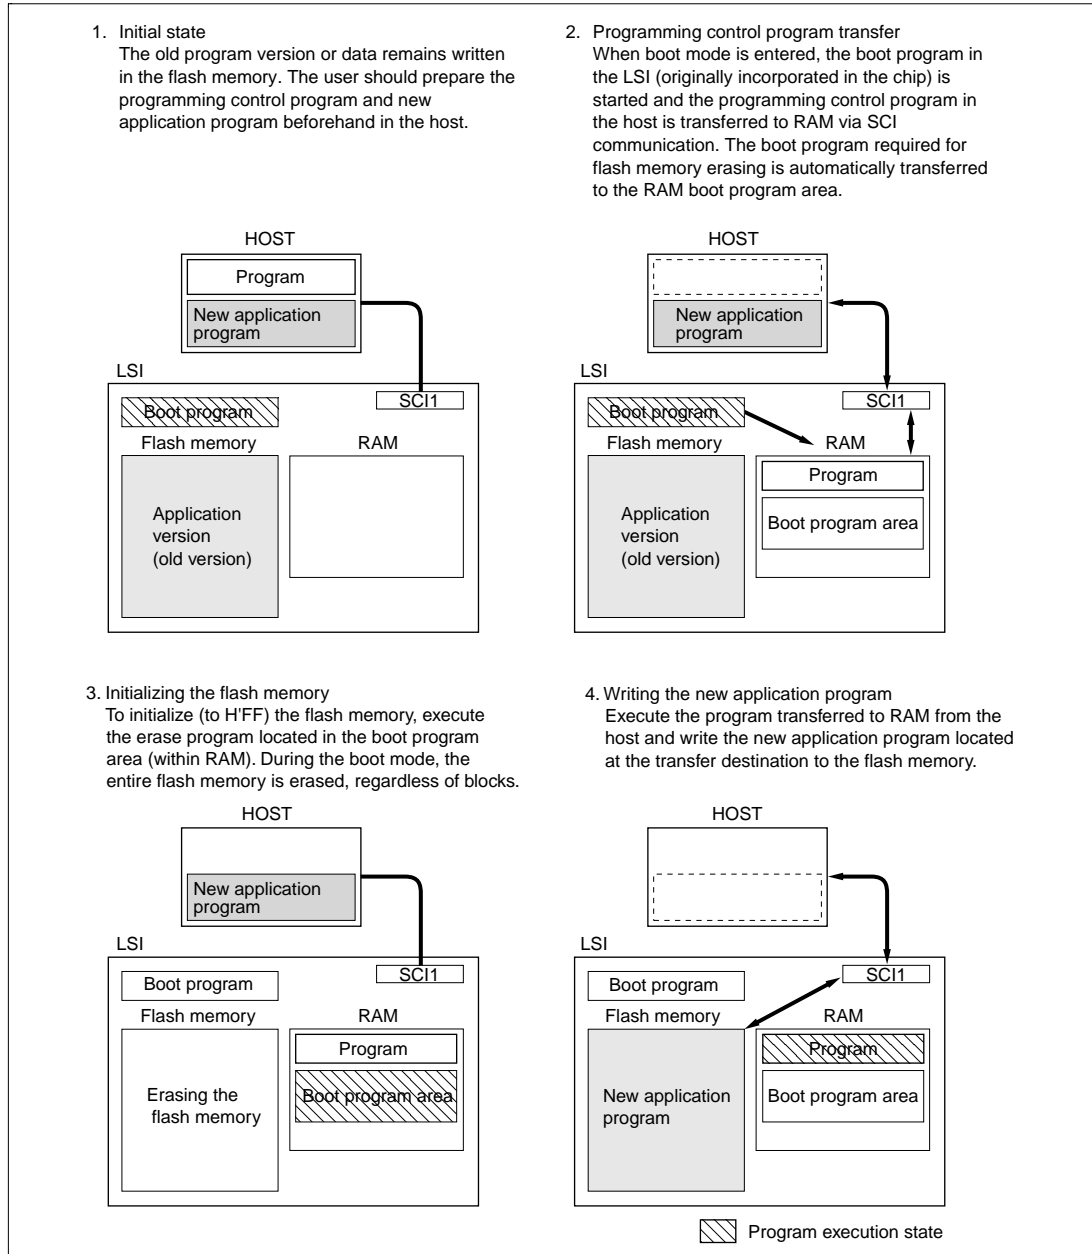 1. Initial state
The old program version or data remains written
in the flash memory. The user should prepare the
programming control program and new
application program beforehand in the host.
HOST
Program
New application
program
LSI
Boot program
SCI1
Flash memory
RAM
Application
version
(old version)
2. Programming control program transfer
When boot mode is entered, the boot program in
the LSI (originally incorporated in the chip) is
started and the programming control program in
the host is transferred to RAM via SCI
communication. The boot program required for
flash memory erasing is automatically transferred
to the RAM boot program area.
HOST
New application
program
LSI
Boot program
SCI1
Flash memory
RAM
Program
Boot program area
Application
version
(old version)
3. Initializing the flash memory
To initialize (to H'FF) the flash memory, execute
the erase program located in the boot program
area (within RAM). During the boot mode, the
entire flash memory is erased, regardless of blocks.
HOST
New application
program
LSI
Boot program
SCI1
Flash memory
RAM
Program
Boot program area
Erasing the
flash memory
4. Writing the new application program
Execute the program transferred to RAM from the
host and write the new application program located
at the transfer destination to the flash memory.
HOST
LSI
Boot program
SCI1
Flash memory
RAM
Program
Boot program area
New application
program
Program execution state